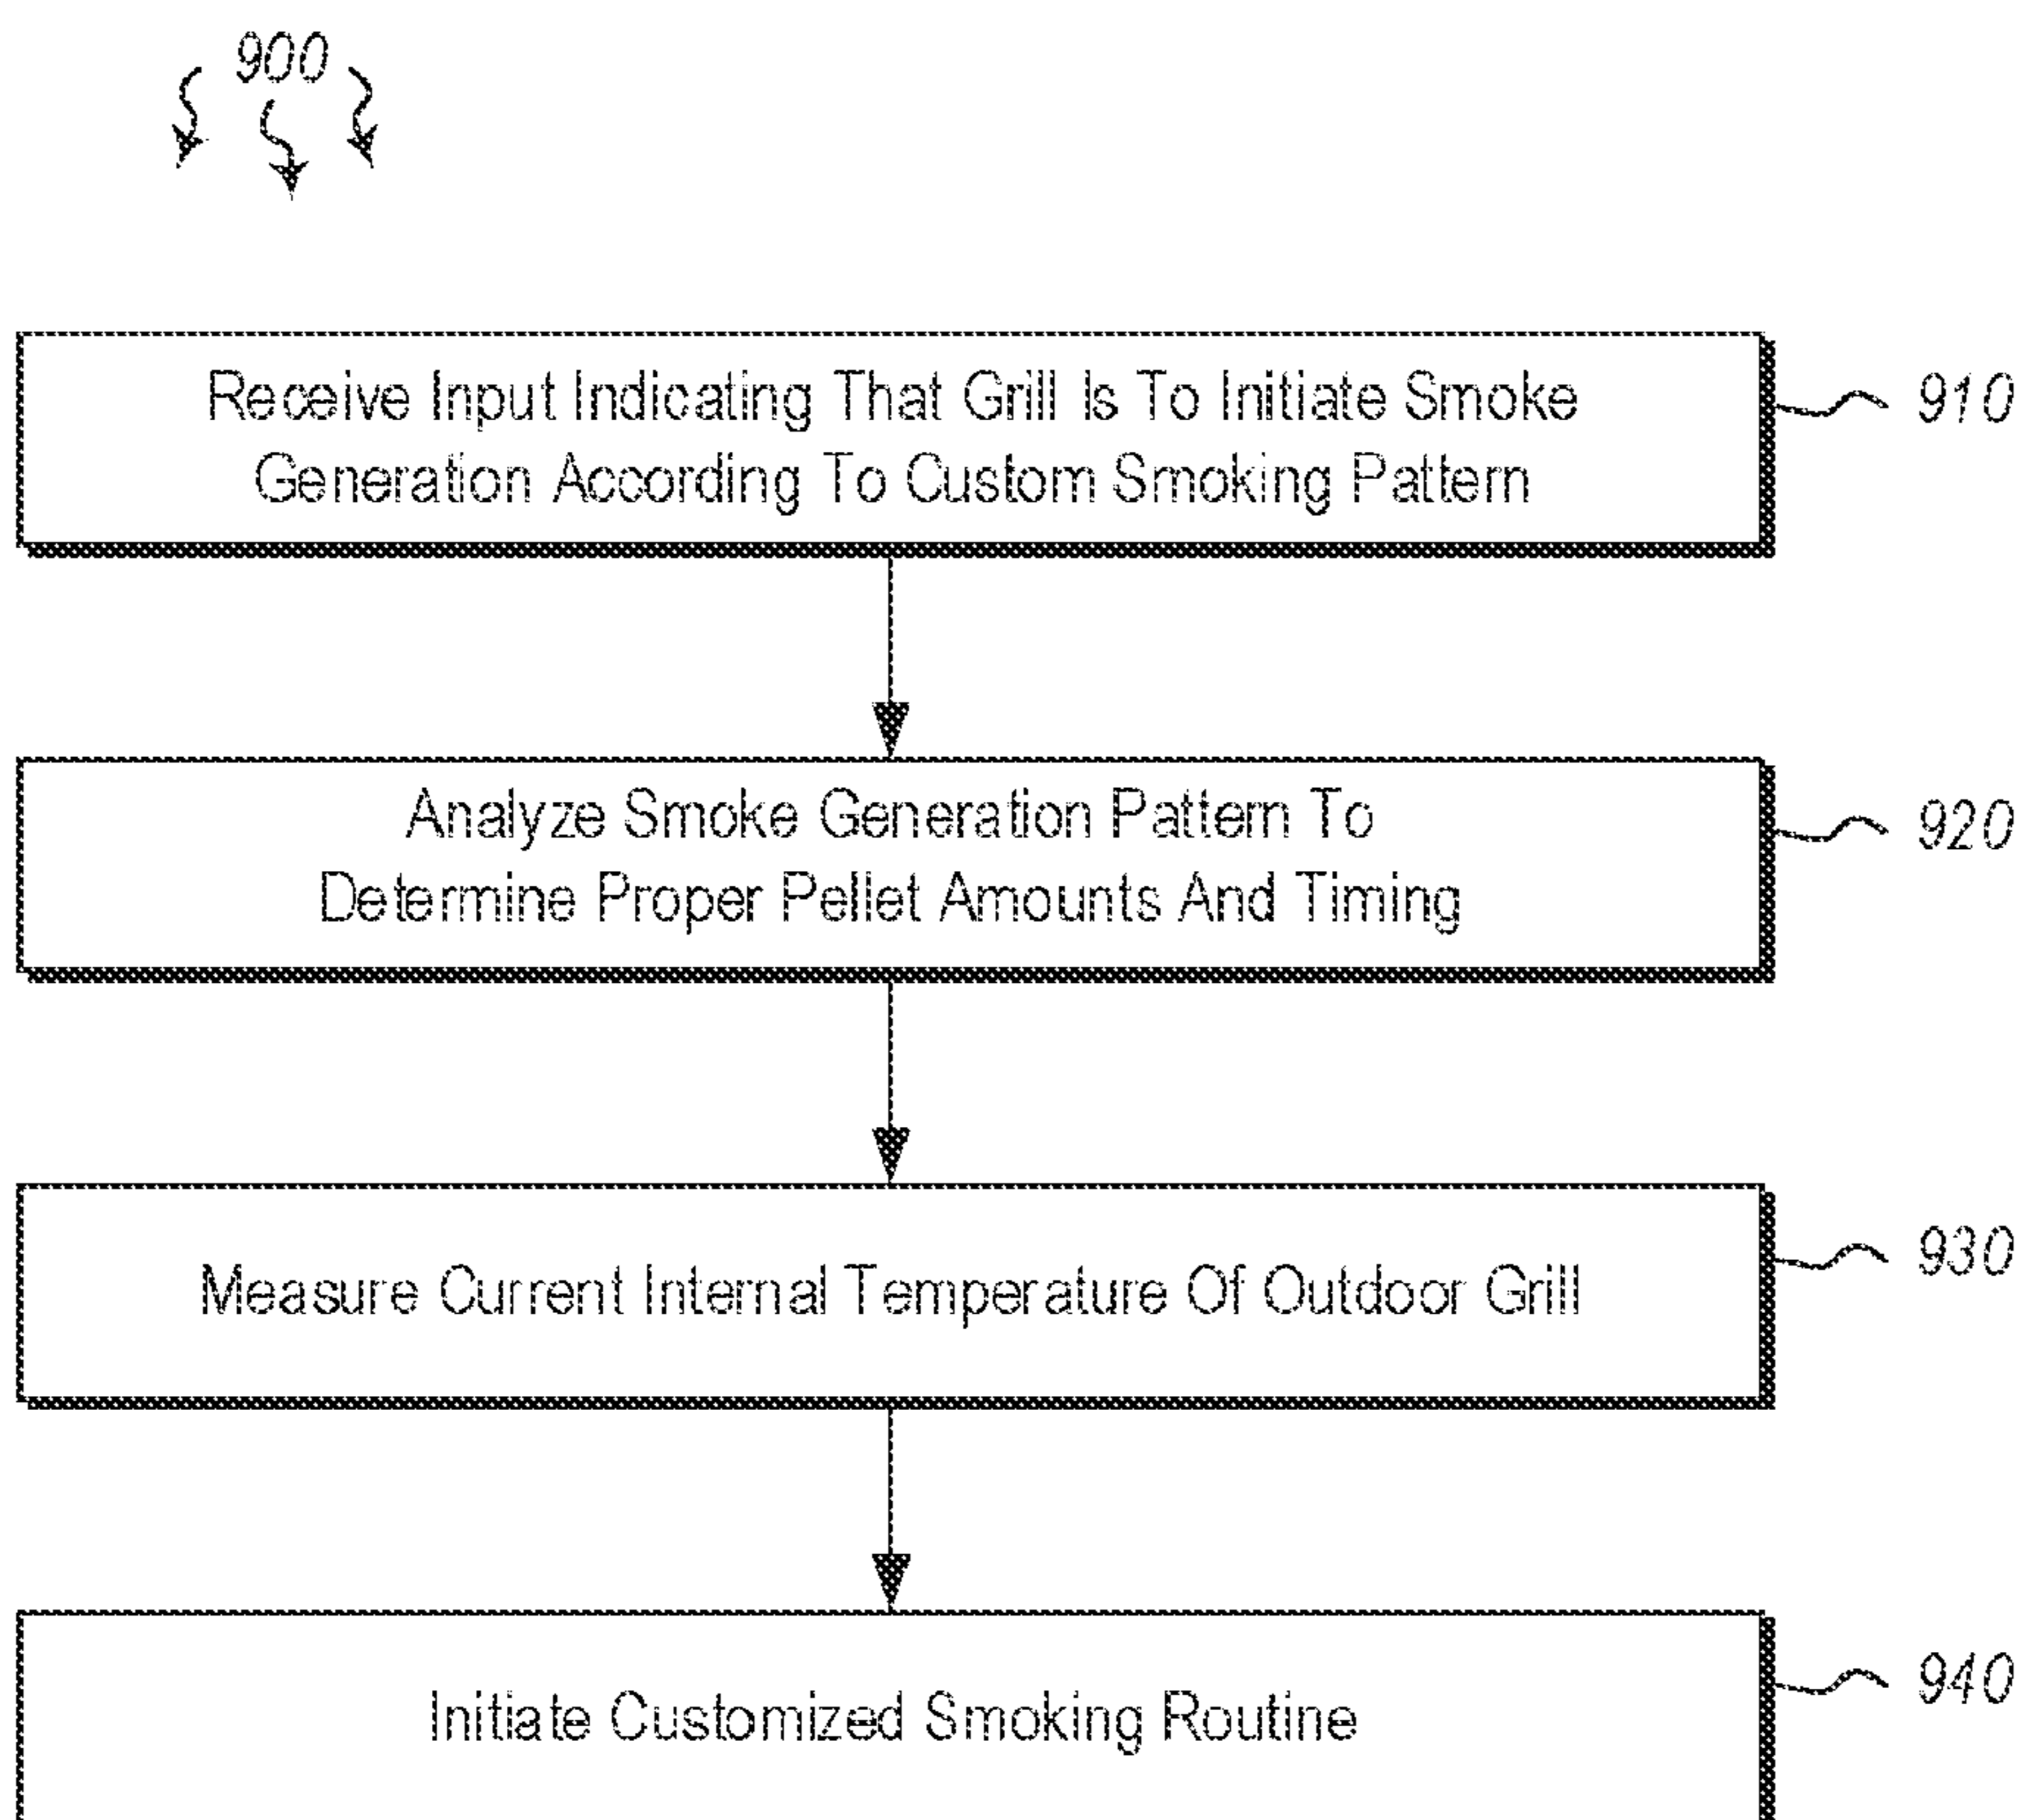 900
Receive Input Indicating That Grill Is To Initiate Smoke
Generation According To Custom Smoking Pattern
910
Analyze Smoke Generation Pattern To
Determine Proper Pellet Amounts And Timing
920
Measure Current Internal Temperature Of Outdoor Grill
930
Initiate Customized Smoking Routine
940